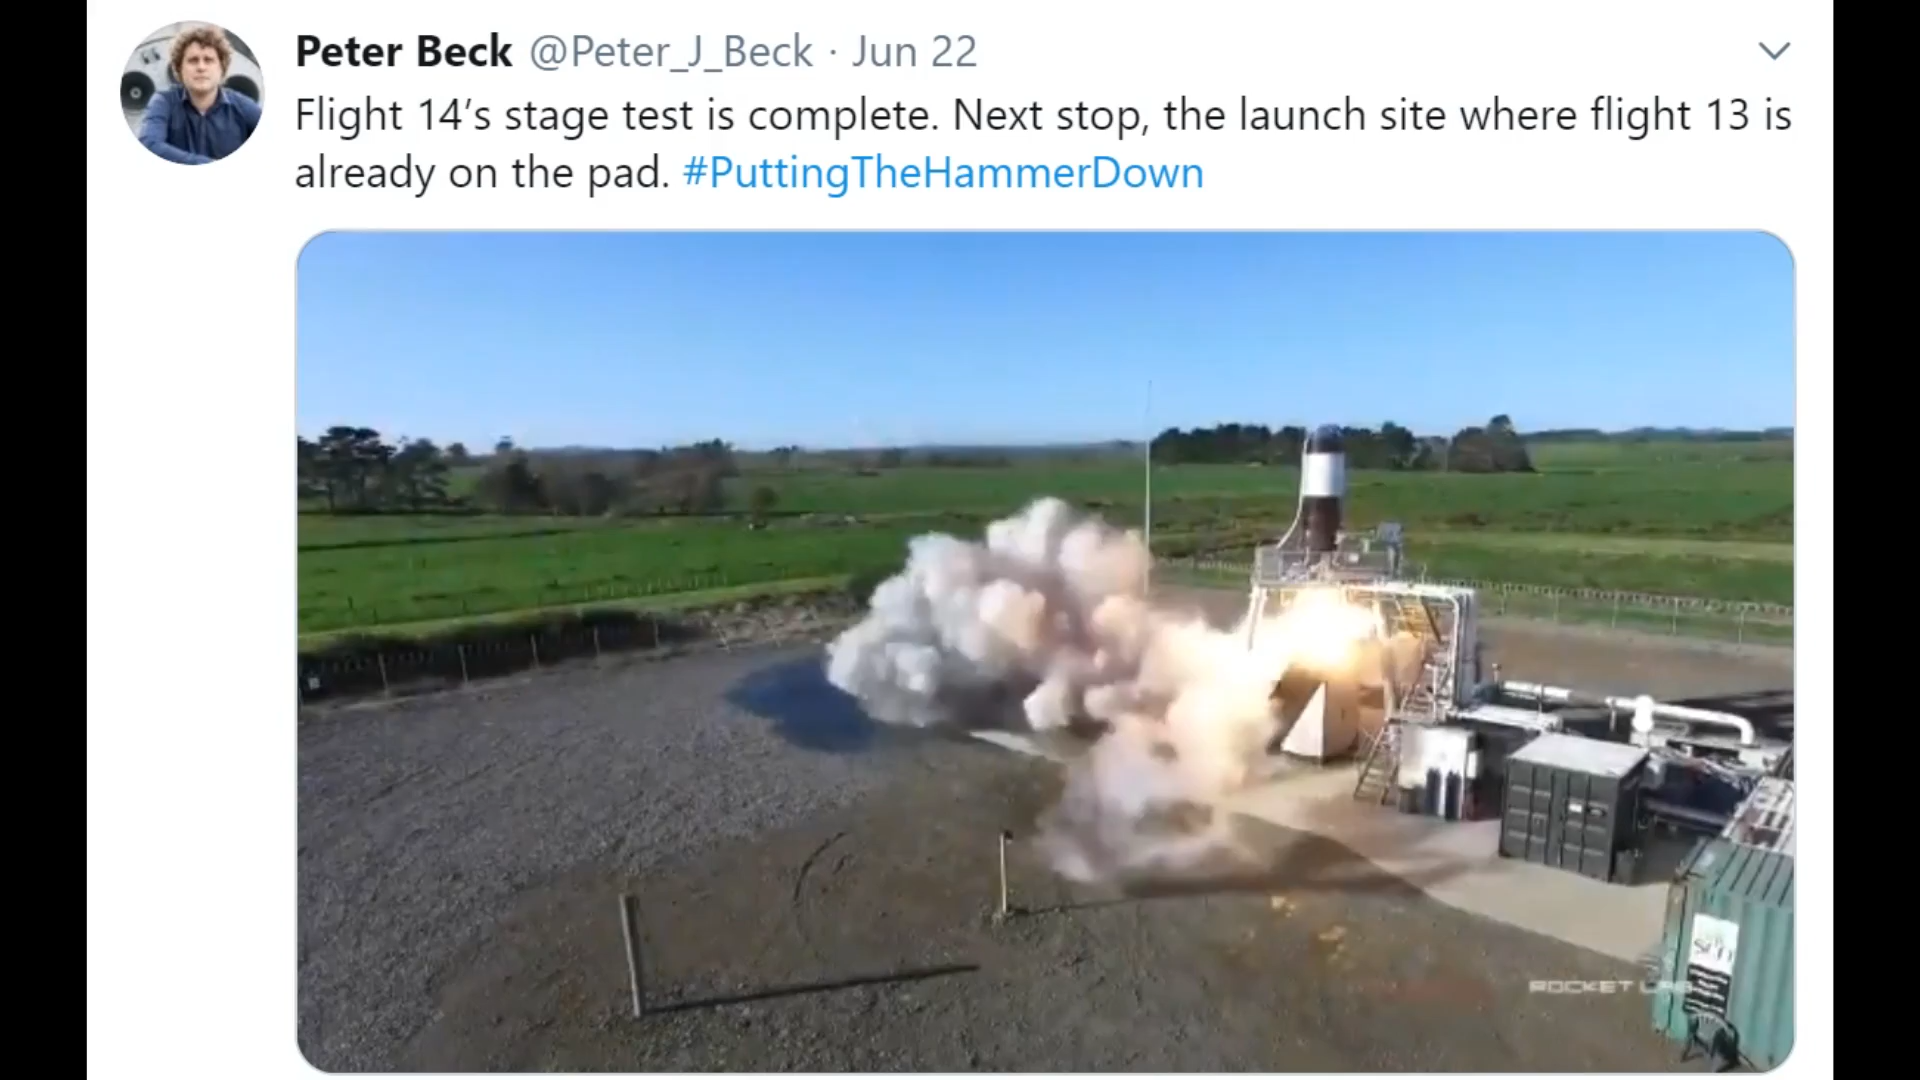 Peter Beck @Peter_J_Beck · Jun 22
Flight 14’s stage test is complete. Next stop, the launch site where flight 13 is
already on the pad. #PuttingTheHammerDown
ROCKET LAB